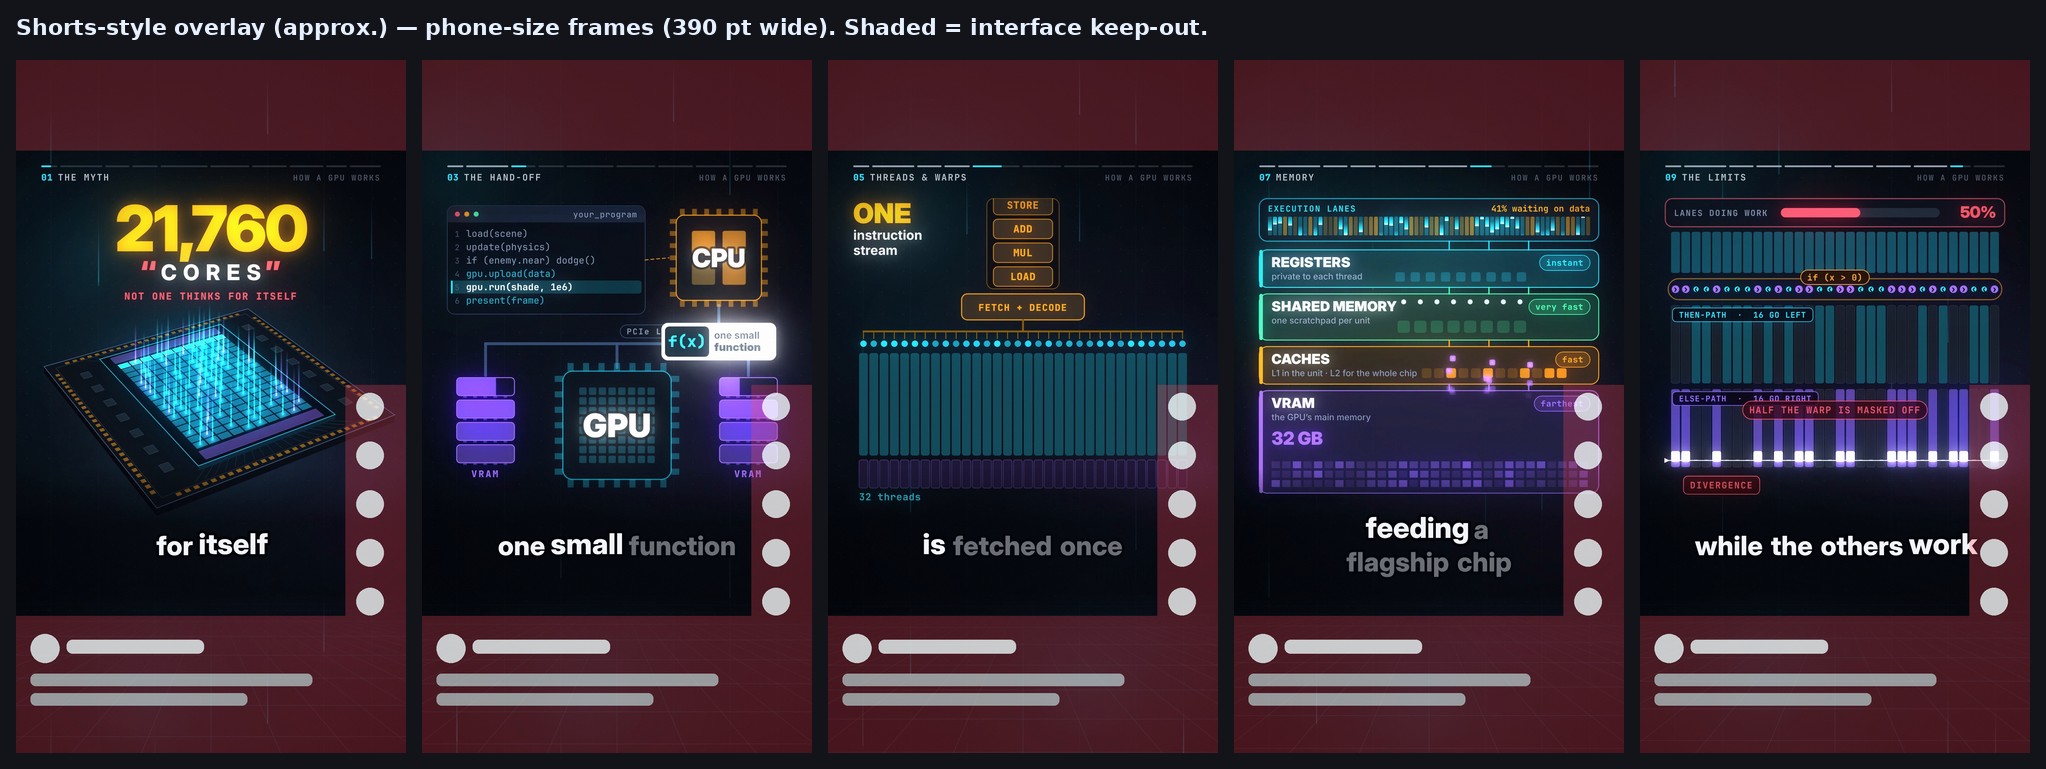 Shorts-style overlay (approx.) — phone-size frames (390 pt wide). Shaded = interface keep-out.
01 THE MYTH
HOW A GPU WORKS
21,760
“CORES”
NOT ONE THINKS FOR ITSELF
for itself
03 THE HAND-OFF
HOW A GPU WORKS
your_program
1 load(scene)
2 update(physics)
3 if (enemy.near) dodge()
4 gpu.upload(data)
5 gpu.run(shade, 1e6)
6 present(frame)
CPU
PCIe
f(x)
one small
function
GPU
VRAM
VRAM
one small function
05 THREADS & WARPS
HOW A GPU WORKS
ONE
instruction
stream
STORE
ADD
MUL
LOAD
FETCH + DECODE
32 threads
is fetched once
07 MEMORY
HOW A GPU WORKS
EXECUTION LANES
41% waiting on data
REGISTERS
private to each thread
instant
SHARED MEMORY
one scratchpad per unit
very fast
CACHES
L1 in the unit · L2 for the whole chip
fast
VRAM
the GPU's main memory
32 GB
feeding a
flagship chip
09 THE LIMITS
HOW A GPU WORKS
LANES DOING WORK
50%
if (x > 0)
THEN-PATH · 16 GO LEFT
ELSE-PATH · 16 GO RIGHT
HALF THE WARP IS MASKED OFF
DIVERGENCE
while the others work